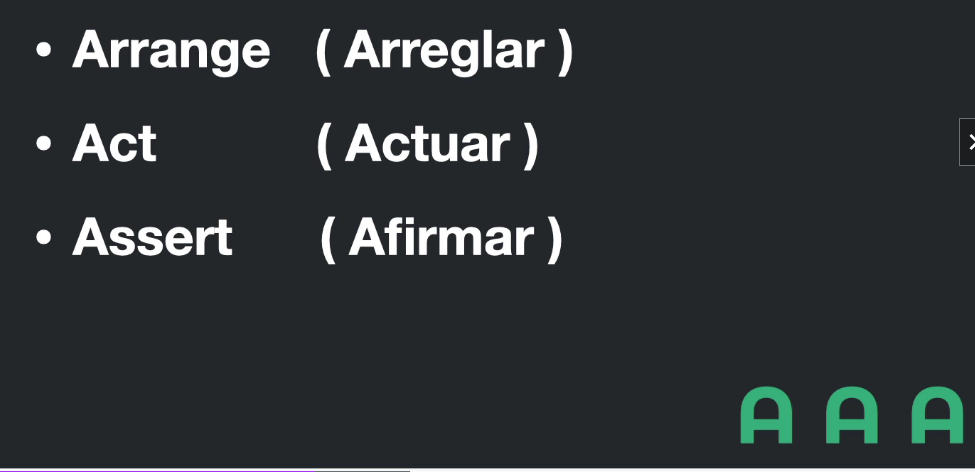 • Arrange ( Arreglar )
• Act ( Actuar )
• Assert ( Afirmar )
A A A